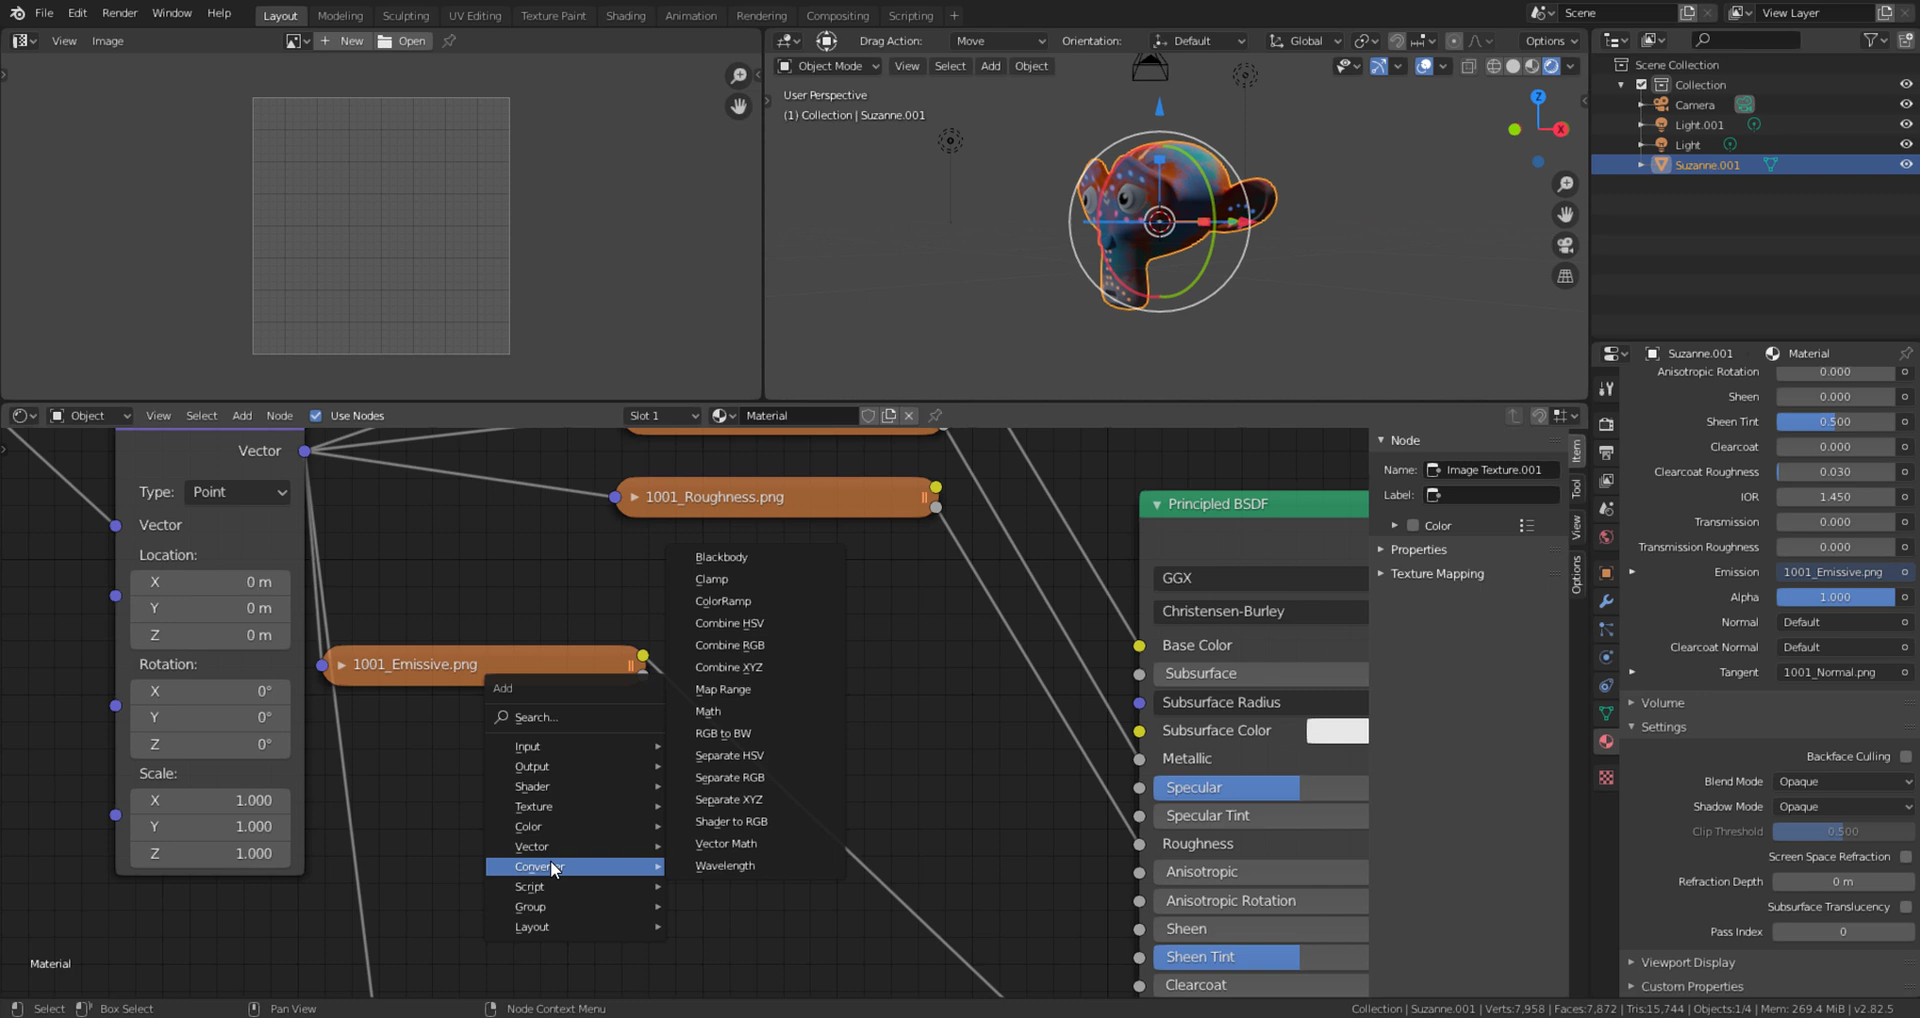 File Edit Render Window Help Layout Modeling Sculpting UV Editing Texture Paint Shading Animation Rendering Compositing Scripting + Scene View Layer
View Image + New Open
Drag Action: Move Orientation: Default Global Options
Object Mode View Select Add Object
User Perspective
(1) Collection | Suzanne.001
Z
X
Scene Collection
Collection
Camera
Light.001
Light
Suzanne.001
Object View Select Add Node Use Nodes Slot 1 Material
Vector
Type: Point
Vector
Location:
X 0 m
Y 0 m
Z 0 m
Rotation:
X 0°
Y 0°
Z 0°
Scale:
X 1.000
Y 1.000
Z 1.000
1001_Roughness.png
1001_Emissive.png
Add
Search...
Input
Output
Shader
Texture
Color
Vector
Script
Group
Layout
Blackbody
Clamp
ColorRamp
Combine HSV
Combine RGB
Combine XYZ
Map Range
Math
RGB to BW
Separate HSV
Separate RGB
Separate XYZ
Shader to RGB
Vector Math
Wavelength
Principled BSDF
GGX
Christensen-Burley
Base Color
Subsurface
Subsurface Radius
Subsurface Color
Metallic
Specular
Specular Tint
Roughness
Anisotropic
Anisotropic Rotation
Sheen
Sheen Tint
Clearcoat
Node
Name: Image Texture.001
Label:
Color
Properties
Texture Mapping
Item
Tool
View
Options
Suzanne.001 Material
Anisotropic Rotation 0.000
Sheen 0.000
Sheen Tint 0.500
Clearcoat 0.000
Clearcoat Roughness 0.030
IOR 1.450
Transmission 0.000
Transmission Roughness 0.000
Emission 1001_Emissive.png
Alpha 1.000
Normal Default
Clearcoat Normal Default
Tangent 1001_Normal.png
Volume
Settings
Backface Culling
Blend Mode Opaque
Shadow Mode Opaque
Clip Threshold 0.500
Screen Space Refraction
Refraction Depth 0 m
Subsurface Translucency
Pass Index 0
Viewport Display
Custom Properties
Material
Select Box Select Pan View Node Context Menu Collection | Suzanne.001 | Verts:7,958 | Faces:7,872 | Tris:15,744 | Objects:1/4 | Mem: 269.4 MiB | v2.82.5